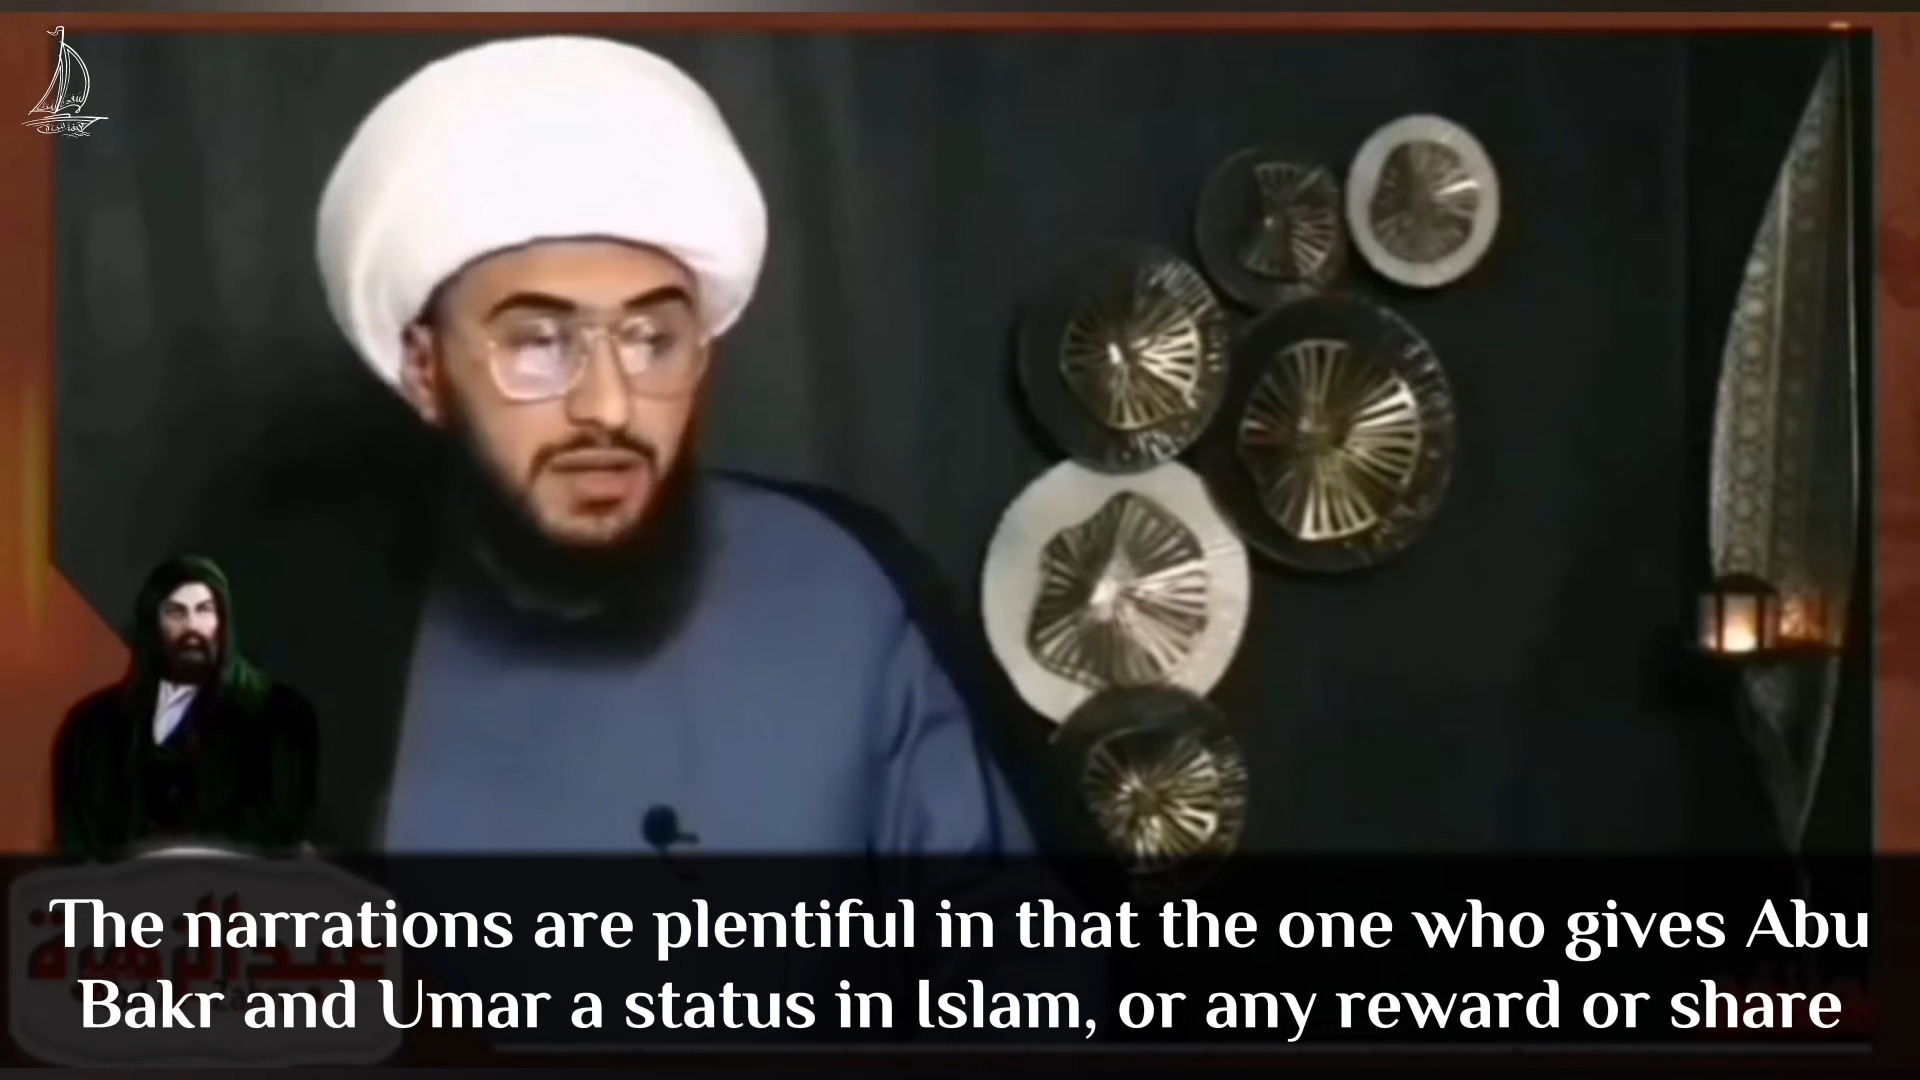 The narrations are plentiful in that the one who gives Abu
Bakr and Umar a status in Islam, or any reward or share